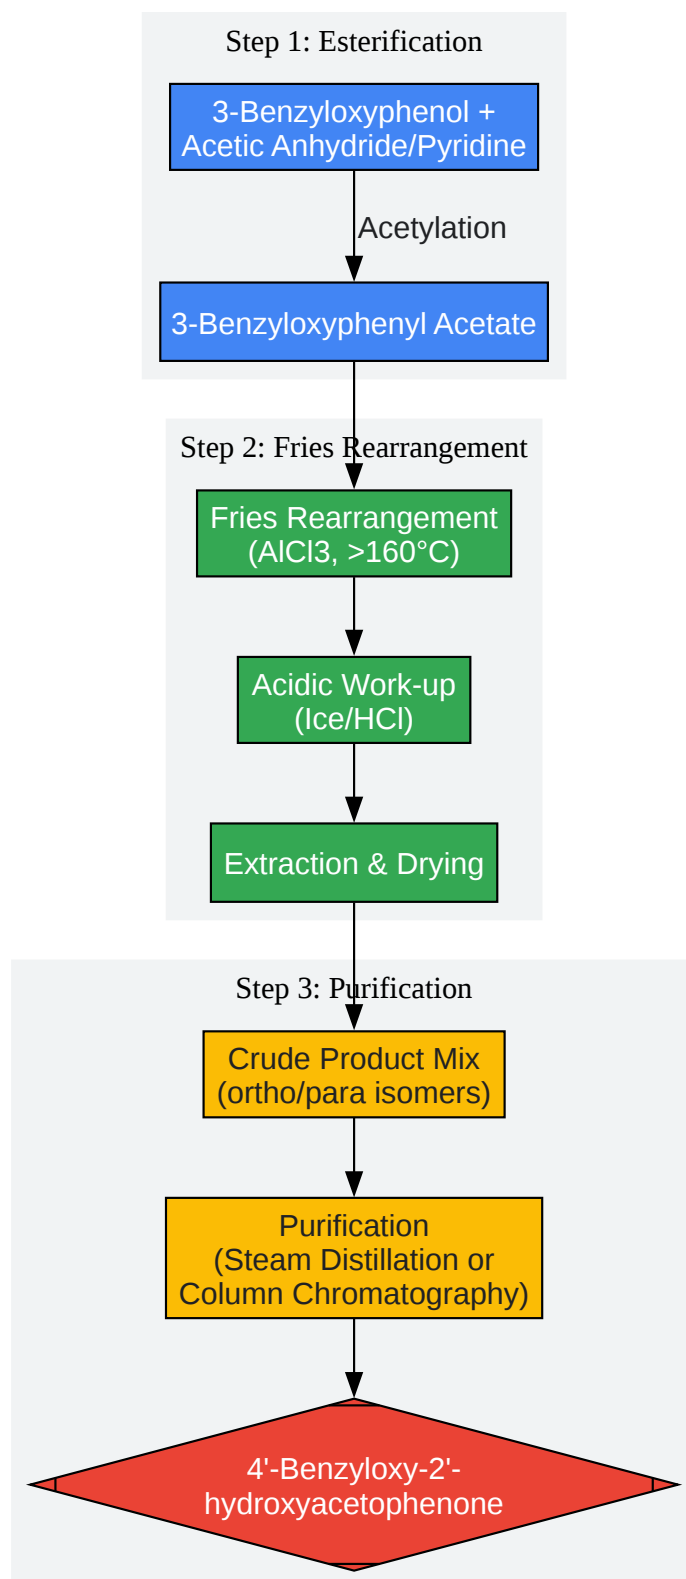 Step 1: Esterification
3-Benzyloxyphenol +
Acetic Anhydride/Pyridine
Acetylation
3-Benzyloxyphenyl Acetate
Step 2: Fries Rearrangement
Fries Rearrangement
(AlCl3, >160°C)
Acidic Work-up
(Ice/HCl)
Extraction & Drying
Step 3: Purification
Crude Product Mix
(ortho/para isomers)
Purification
(Steam Distillation or
Column Chromatography)
4'-Benzyloxy-2'-
hydroxyacetophenone